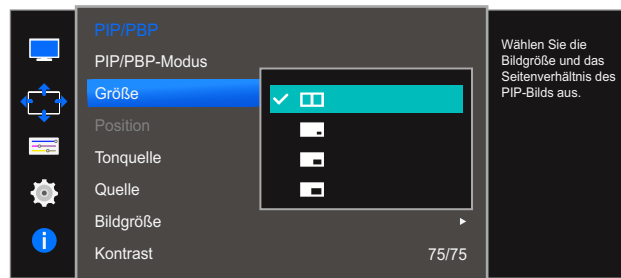 PIP/PBP
PIP/PBP-Modus
Größe
Position
Tonquelle
Quelle
Bildgröße
Kontrast 75/75
Wählen Sie die
Bildgröße und das
Seitenverhältnis des
PIP-Bilds aus.